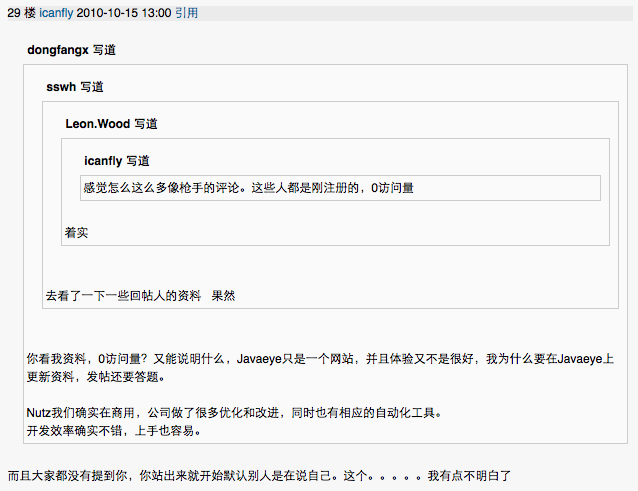 29 楼 icanfly 2010-10-15 13:00 引用
dongfangx 写道
sswh 写道
Leon.Wood 写道
icanfly 写道
感觉怎么这么多像枪手的评论。这些人都是刚注册的，0访问量
着实
去看了一下一些回帖人的资料 果然
你看我资料，0访问量？又能说明什么，Javaeye只是一个网站，并且体验又不是很好，我为什么要在Javaeye上
更新资料，发帖还要答题。
Nutz我们确实在商用，公司做了很多优化和改进，同时也有相应的自动化工具。
开发效率确实不错，上手也容易。
而且大家都没有提到你，你站出来就开始默认别人是在说自己。这个。。。。。我有点不明白了